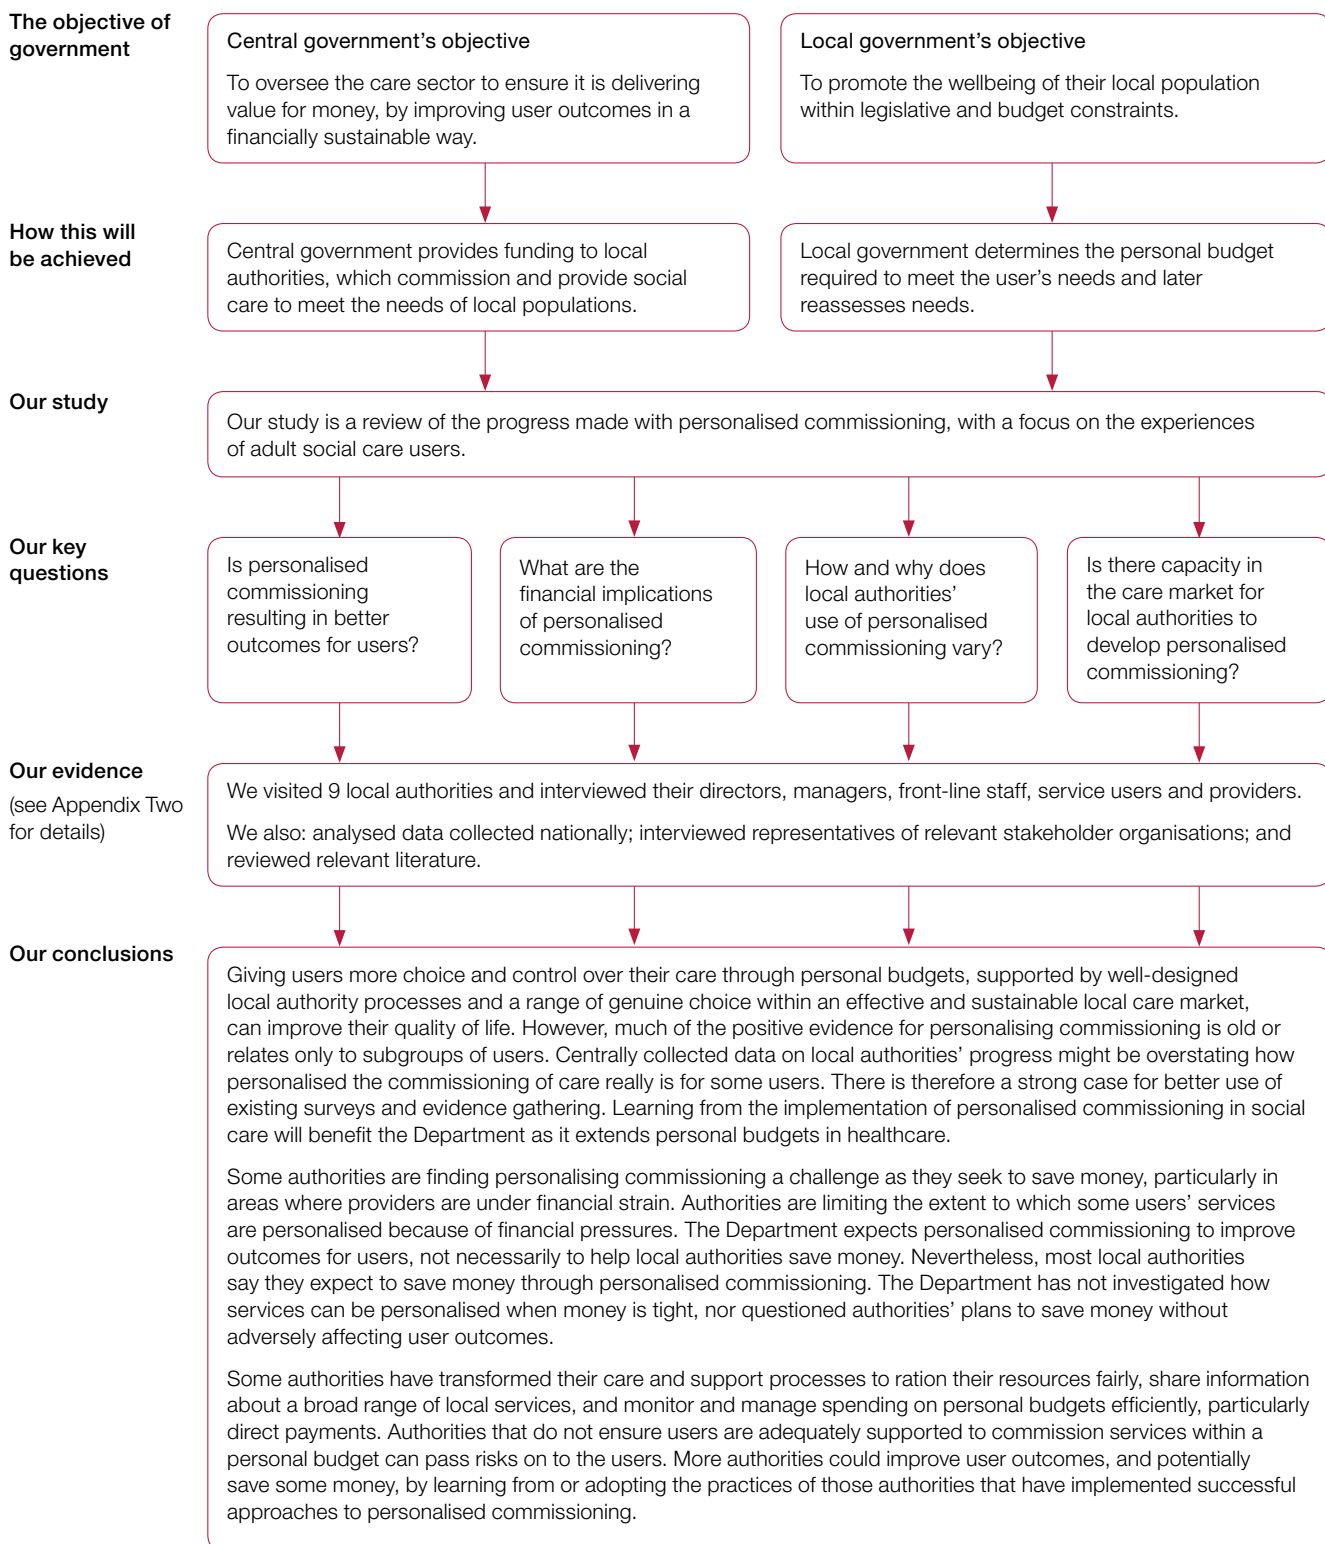 The objective of
government
Central government's objective
To oversee the care sector to ensure it is delivering
value for money, by improving user outcomes in a
financially sustainable way.
Local government's objective
To promote the wellbeing of their local population
within legislative and budget constraints.
How this will
be achieved
Central government provides funding to local
authorities, which commission and provide social
care to meet the needs of local populations.
Local government determines the personal budget
required to meet the user's needs and later
reassesses needs.
Our study
Our study is a review of the progress made with personalised commissioning, with a focus on the experiences
of adult social care users.
Our key
questions
Is personalised
commissioning
resulting in better
outcomes for users?
What are the
financial implications
of personalised
commissioning?
How and why does
local authorities'
use of personalised
commissioning vary?
Is there capacity in
the care market for
local authorities to
develop personalised
commissioning?
Our evidence
(see Appendix Two
for details)
We visited 9 local authorities and interviewed their directors, managers, front-line staff, service users and providers.
We also: analysed data collected nationally; interviewed representatives of relevant stakeholder organisations; and
reviewed relevant literature.
Our conclusions
Giving users more choice and control over their care through personal budgets, supported by well-designed
local authority processes and a range of genuine choice within an effective and sustainable local care market,
can improve their quality of life. However, much of the positive evidence for personalising commissioning is old or
relates only to subgroups of users. Centrally collected data on local authorities' progress might be overstating how
personalised the commissioning of care really is for some users. There is therefore a strong case for better use of
existing surveys and evidence gathering. Learning from the implementation of personalised commissioning in social
care will benefit the Department as it extends personal budgets in healthcare.
Some authorities are finding personalising commissioning a challenge as they seek to save money, particularly in
areas where providers are under financial strain. Authorities are limiting the extent to which some users' services
are personalised because of financial pressures. The Department expects personalised commissioning to improve
outcomes for users, not necessarily to help local authorities save money. Nevertheless, most local authorities
say they expect to save money through personalised commissioning. The Department has not investigated how
services can be personalised when money is tight, nor questioned authorities' plans to save money without
adversely affecting user outcomes.
Some authorities have transformed their care and support processes to ration their resources fairly, share information
about a broad range of local services, and monitor and manage spending on personal budgets efficiently, particularly
direct payments. Authorities that do not ensure users are adequately supported to commission services within a
personal budget can pass risks on to the users. More authorities could improve user outcomes, and potentially
save some money, by learning from or adopting the practices of those authorities that have implemented successful
approaches to personalised commissioning.